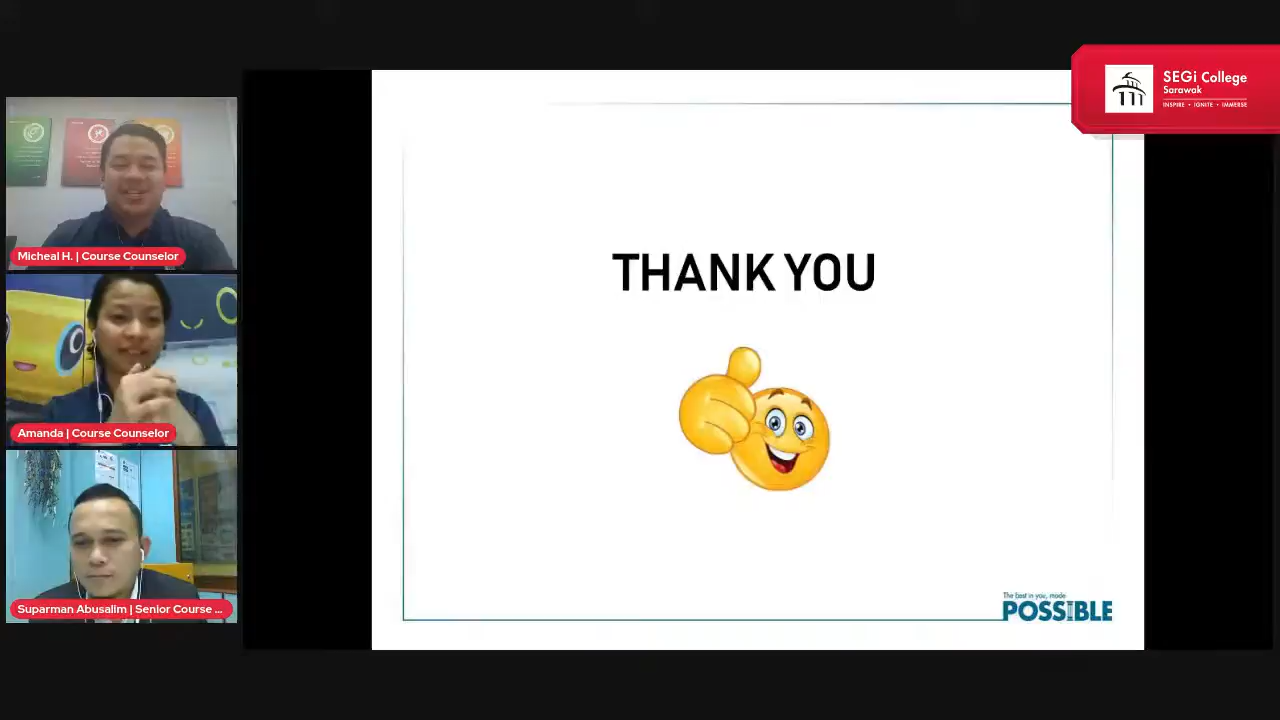 SEGi College
Sarawak
INSPIRE • IGNITE • IMMERSE
Micheal H. | Course Counselor
THANK YOU
Amanda | Course Counselor
Suparman Abusalim | Senior Course ...
The best in you, made
POSSIBLE